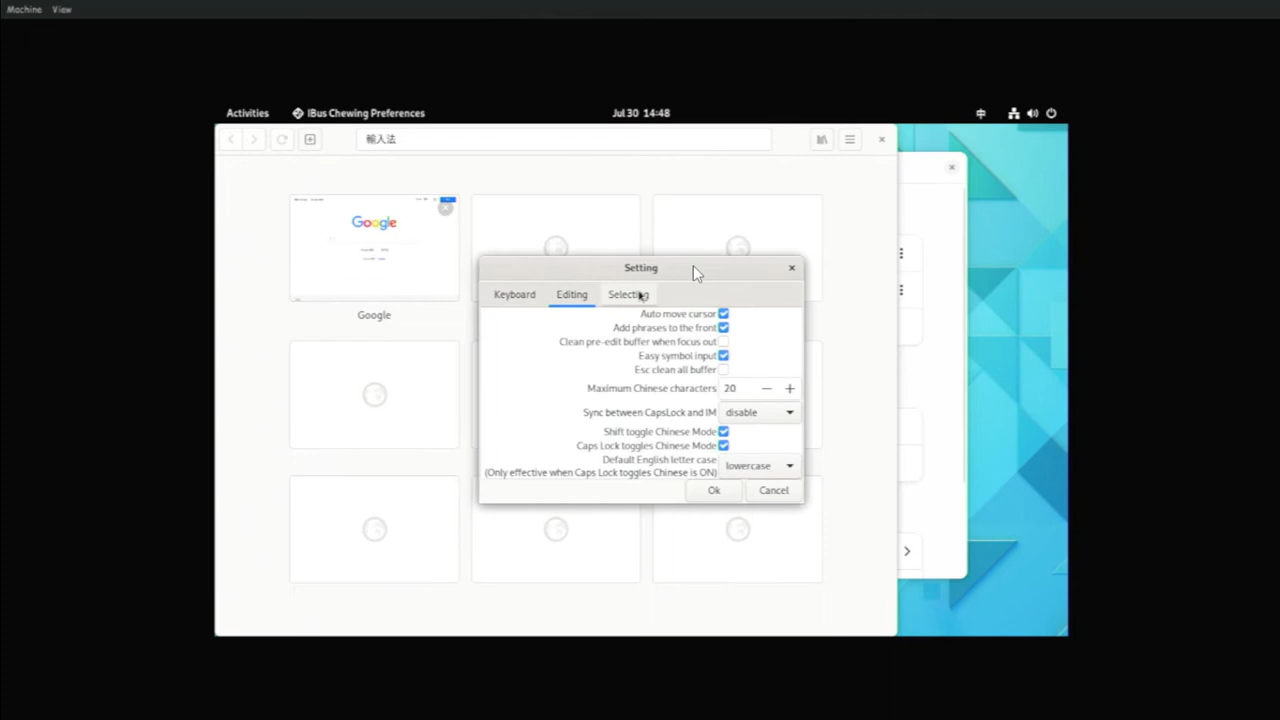 Machine View
Activities IBus Chewing Preferences Jul 30 14:48 中
輸入法
Google
Google
Setting
Keyboard Editing Selecting
Auto move cursor
Add phrases to the front
Clean pre-edit buffer when focus out
Easy symbol input
Esc clean all buffer
Maximum Chinese characters 20
Sync between CapsLock and IM disable
Shift toggle Chinese Mode
Caps Lock toggles Chinese Mode
Default English letter case
(Only effective when Caps Lock toggles Chinese is ON) lowercase
Ok Cancel